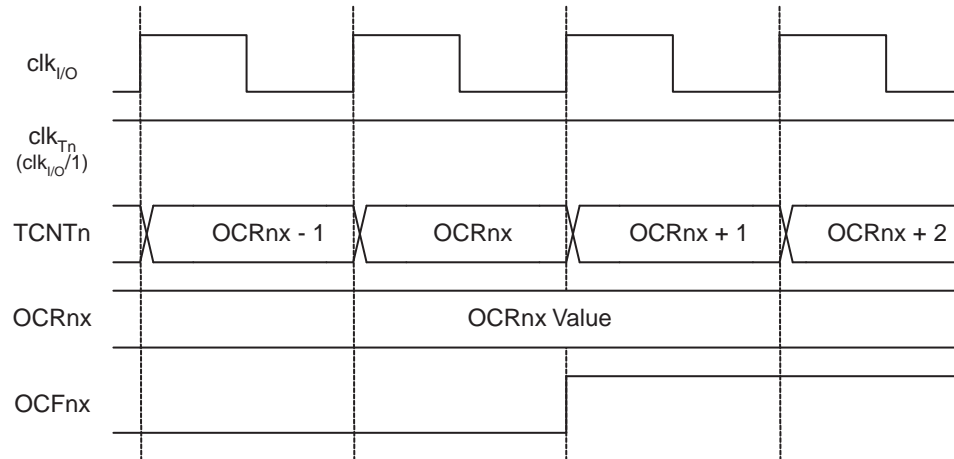 clkI/O
clkTn
(clkI/O/1)
TCNTn
OCRnx - 1 OCRnx OCRnx + 1 OCRnx + 2
OCRnx
OCRnx Value
OCFnx